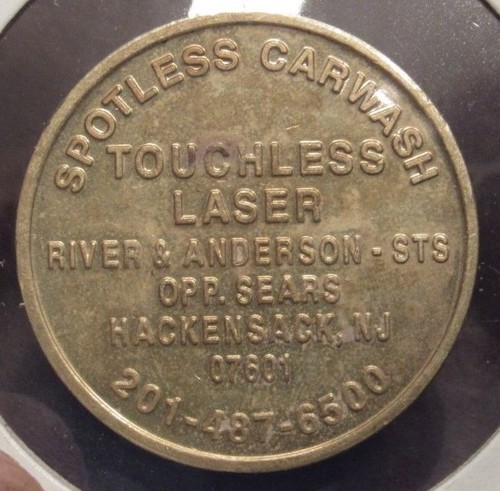 SPOTLESS CARWASH
TOUCHLESS
LASER
RIVER & ANDERSON - STS
OPP. SEARS
HACKENSACK, NJ
07601
201-487-6500